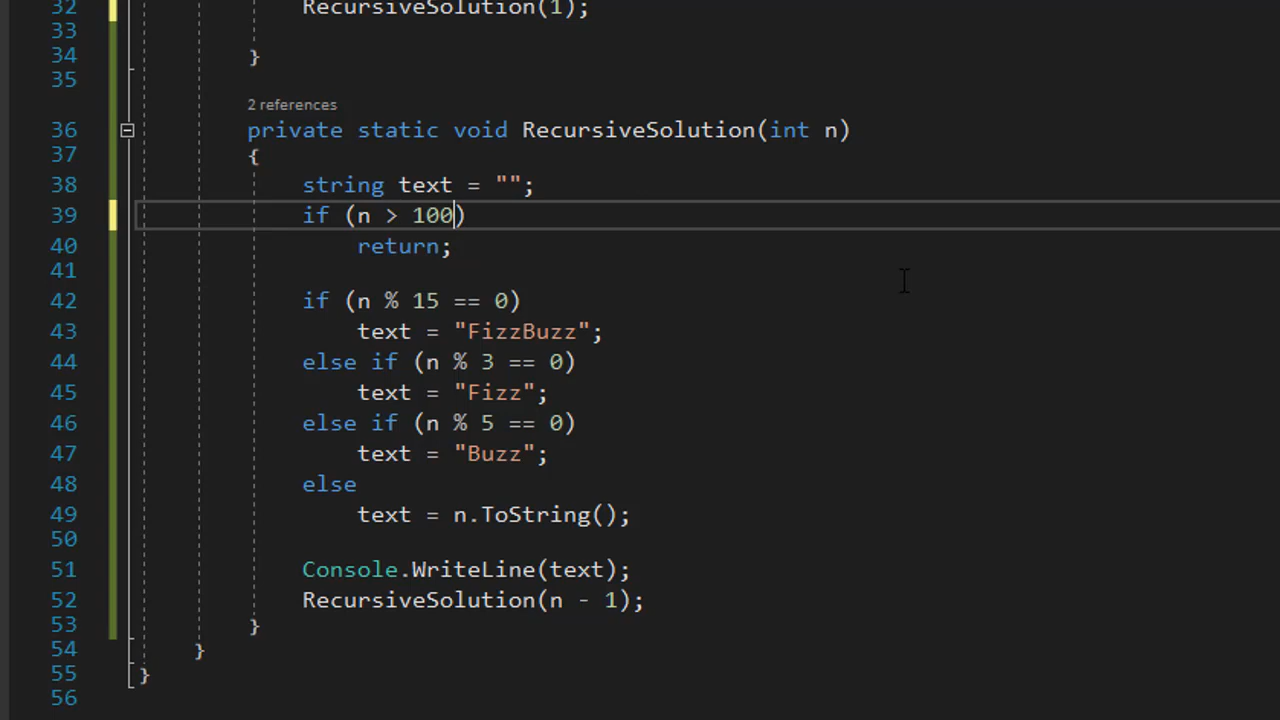 32 RecursiveSolution(1);
33
34 }
35
2 references
36 private static void RecursiveSolution(int n)
37 {
38 string text = "";
39 if (n > 100)
40 return;
41
42 if (n % 15 == 0)
43 text = "FizzBuzz";
44 else if (n % 3 == 0)
45 text = "Fizz";
46 else if (n % 5 == 0)
47 text = "Buzz";
48 else
49 text = n.ToString();
50
51 Console.WriteLine(text);
52 RecursiveSolution(n - 1);
53 }
54 }
55 }
56